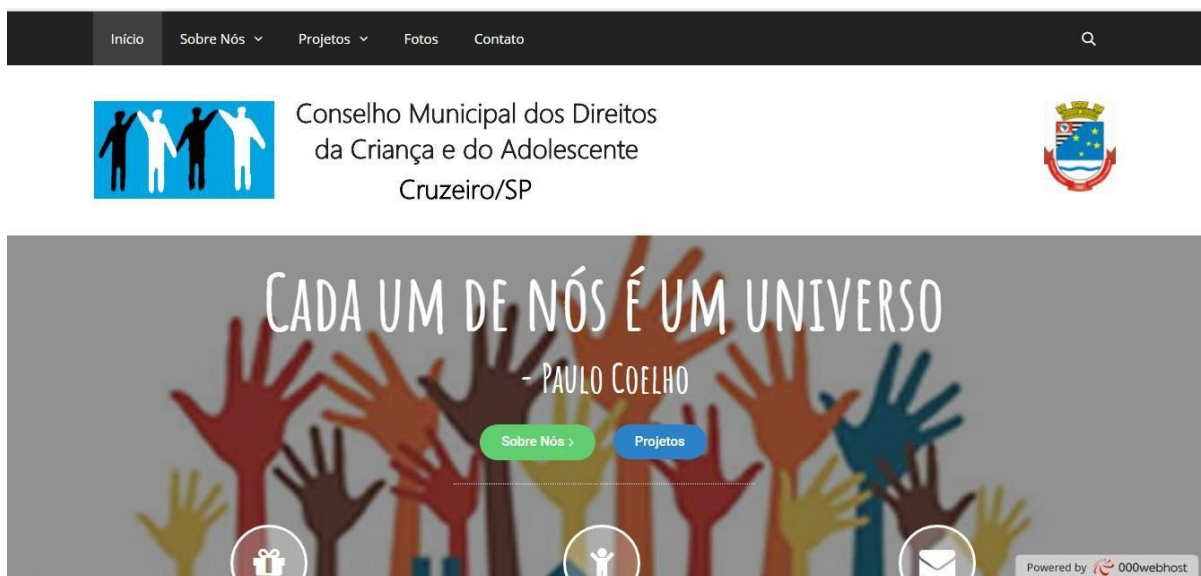 Início Sobre Nós Projetos Fotos Contato
Conselho Municipal dos Direitos
da Criança e do Adolescente
Cruzeiro/SP
CADA UM DE NÓS É UM UNIVERSO
- PAULO COELHO
Sobre Nós > Projetos
Powered by 000webhost